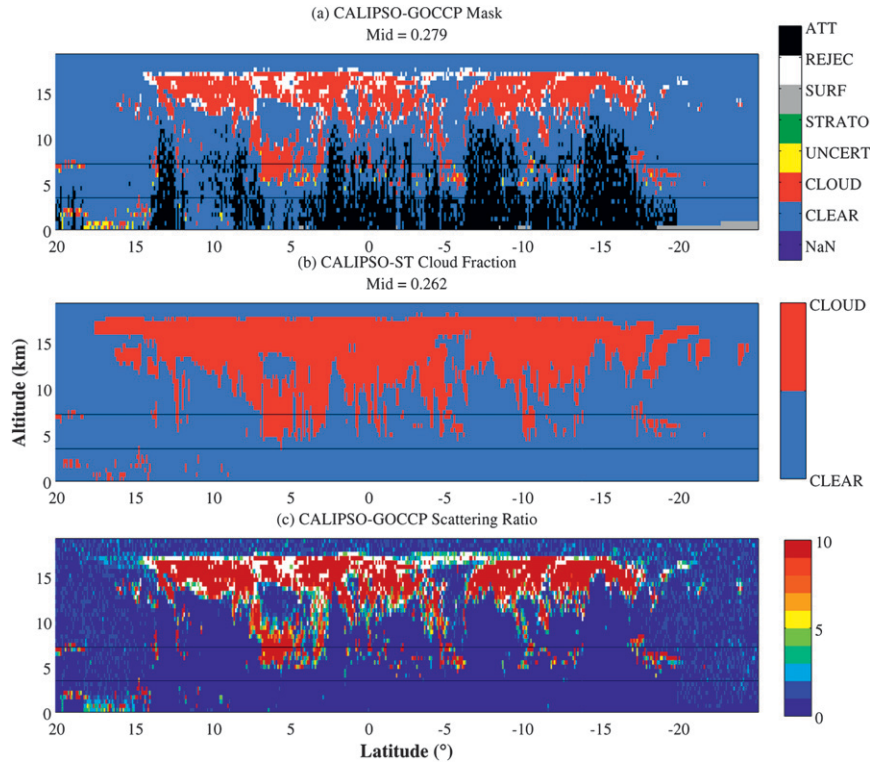 (a) CALIPSO-GOCCP Mask
Mid = 0.279
15
10
5
0
20 15 10 5 0 -5 -10 -15 -20
ATT
REJEC
SURF
STRATO
UNCERT
CLOUD
CLEAR
NaN
(b) CALIPSO-ST Cloud Fraction
Mid = 0.262
Altitude (km)
15
10
5
0
20 15 10 5 0 -5 -10 -15 -20
CLOUD
CLEAR
(c) CALIPSO-GOCCP Scattering Ratio
15
10
5
0
20 15 10 5 0 -5 -10 -15 -20
10
5
0
Latitude (°)